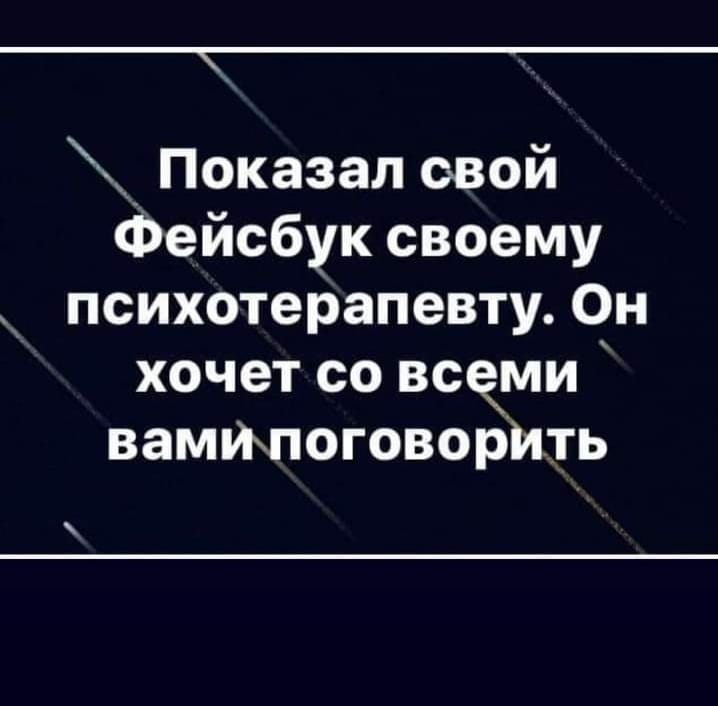 Показал свой
Фейсбук своему
психотерапевту. Он
хочет со всеми
вами поговорить